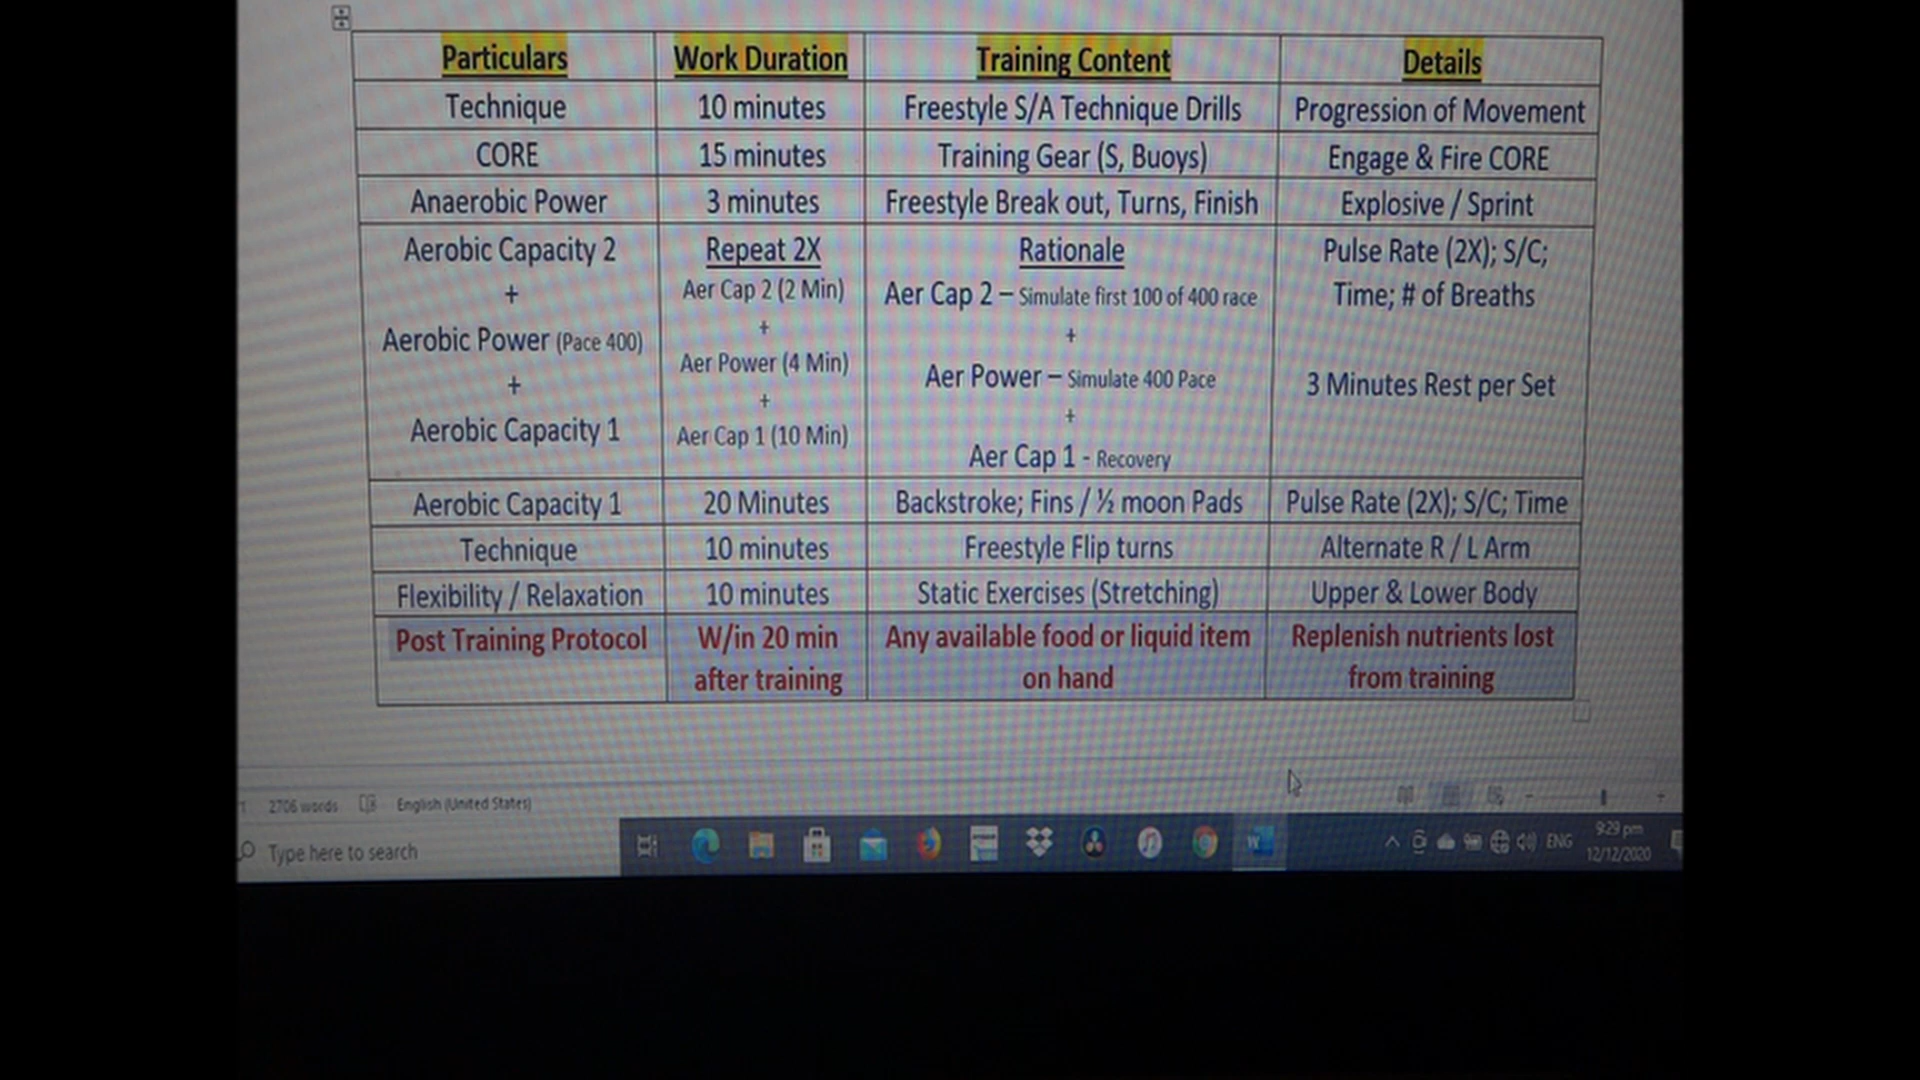 Particulars Work Duration Training Content Details
Technique 10 minutes Freestyle S/A Technique Drills Progression of Movement
CORE 15 minutes Training Gear (S, Buoys) Engage & Fire CORE
Anaerobic Power 3 minutes Freestyle Break out, Turns, Finish Explosive / Sprint
Aerobic Capacity 2
+
Aerobic Power (Pace 400)
+
Aerobic Capacity 1
Repeat 2X
Aer Cap 2 (2 Min)
+
Aer Power (4 Min)
+
Aer Cap 1 (10 Min)
Rationale
Aer Cap 2 – Simulate first 100 of 400 race
+
Aer Power – Simulate 400 Pace
+
Aer Cap 1 - Recovery
Pulse Rate (2X); S/C;
Time; # of Breaths
3 Minutes Rest per Set
Aerobic Capacity 1 20 Minutes Backstroke; Fins / ½ moon Pads Pulse Rate (2X); S/C; Time
Technique 10 minutes Freestyle Flip turns Alternate R / L Arm
Flexibility / Relaxation 10 minutes Static Exercises (Stretching) Upper & Lower Body
Post Training Protocol
W/in 20 min
after training
Any available food or liquid item
on hand
Replenish nutrients lost
from training
2706 words English (United States)
Type here to search
ENG
9:29 pm
12/12/2020